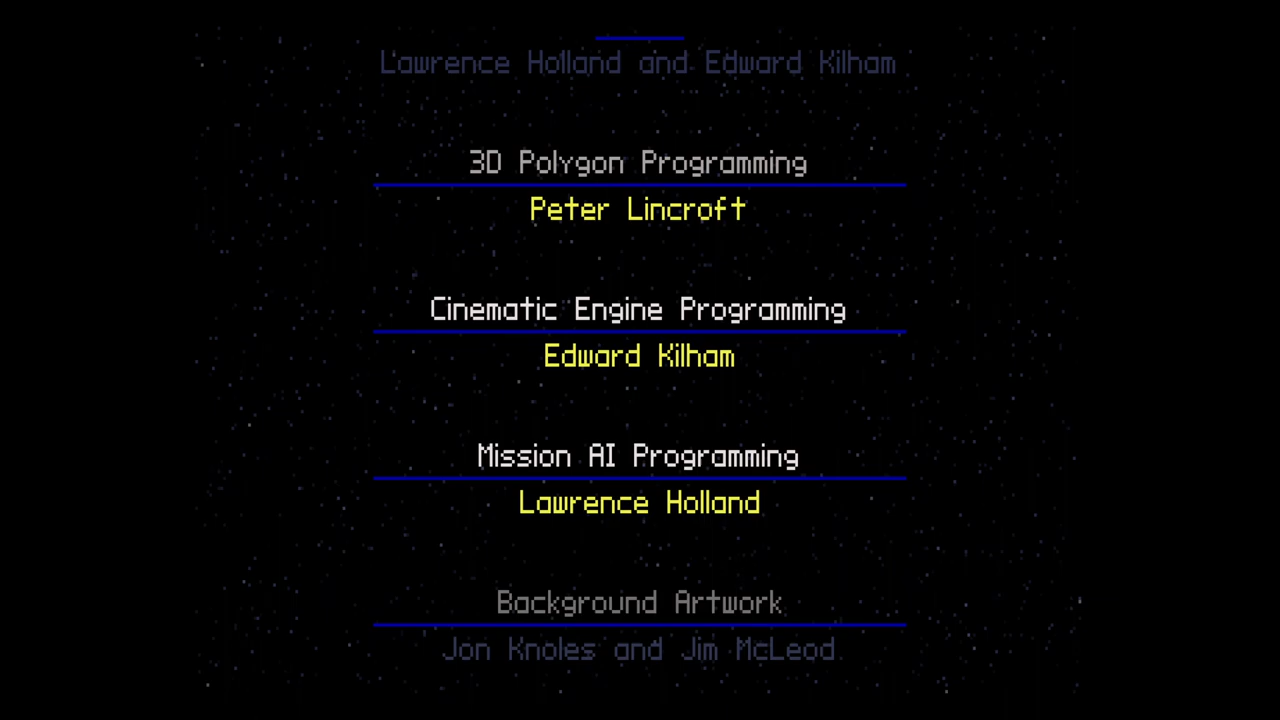 Lawrence Holland and Edward Kilham
3D Polygon Programming
Peter Lincroft
Cinematic Engine Programming
Edward Kilham
Mission AI Programming
Lawrence Holland
Background Artwork
Jon Knoles and Jim McLeod